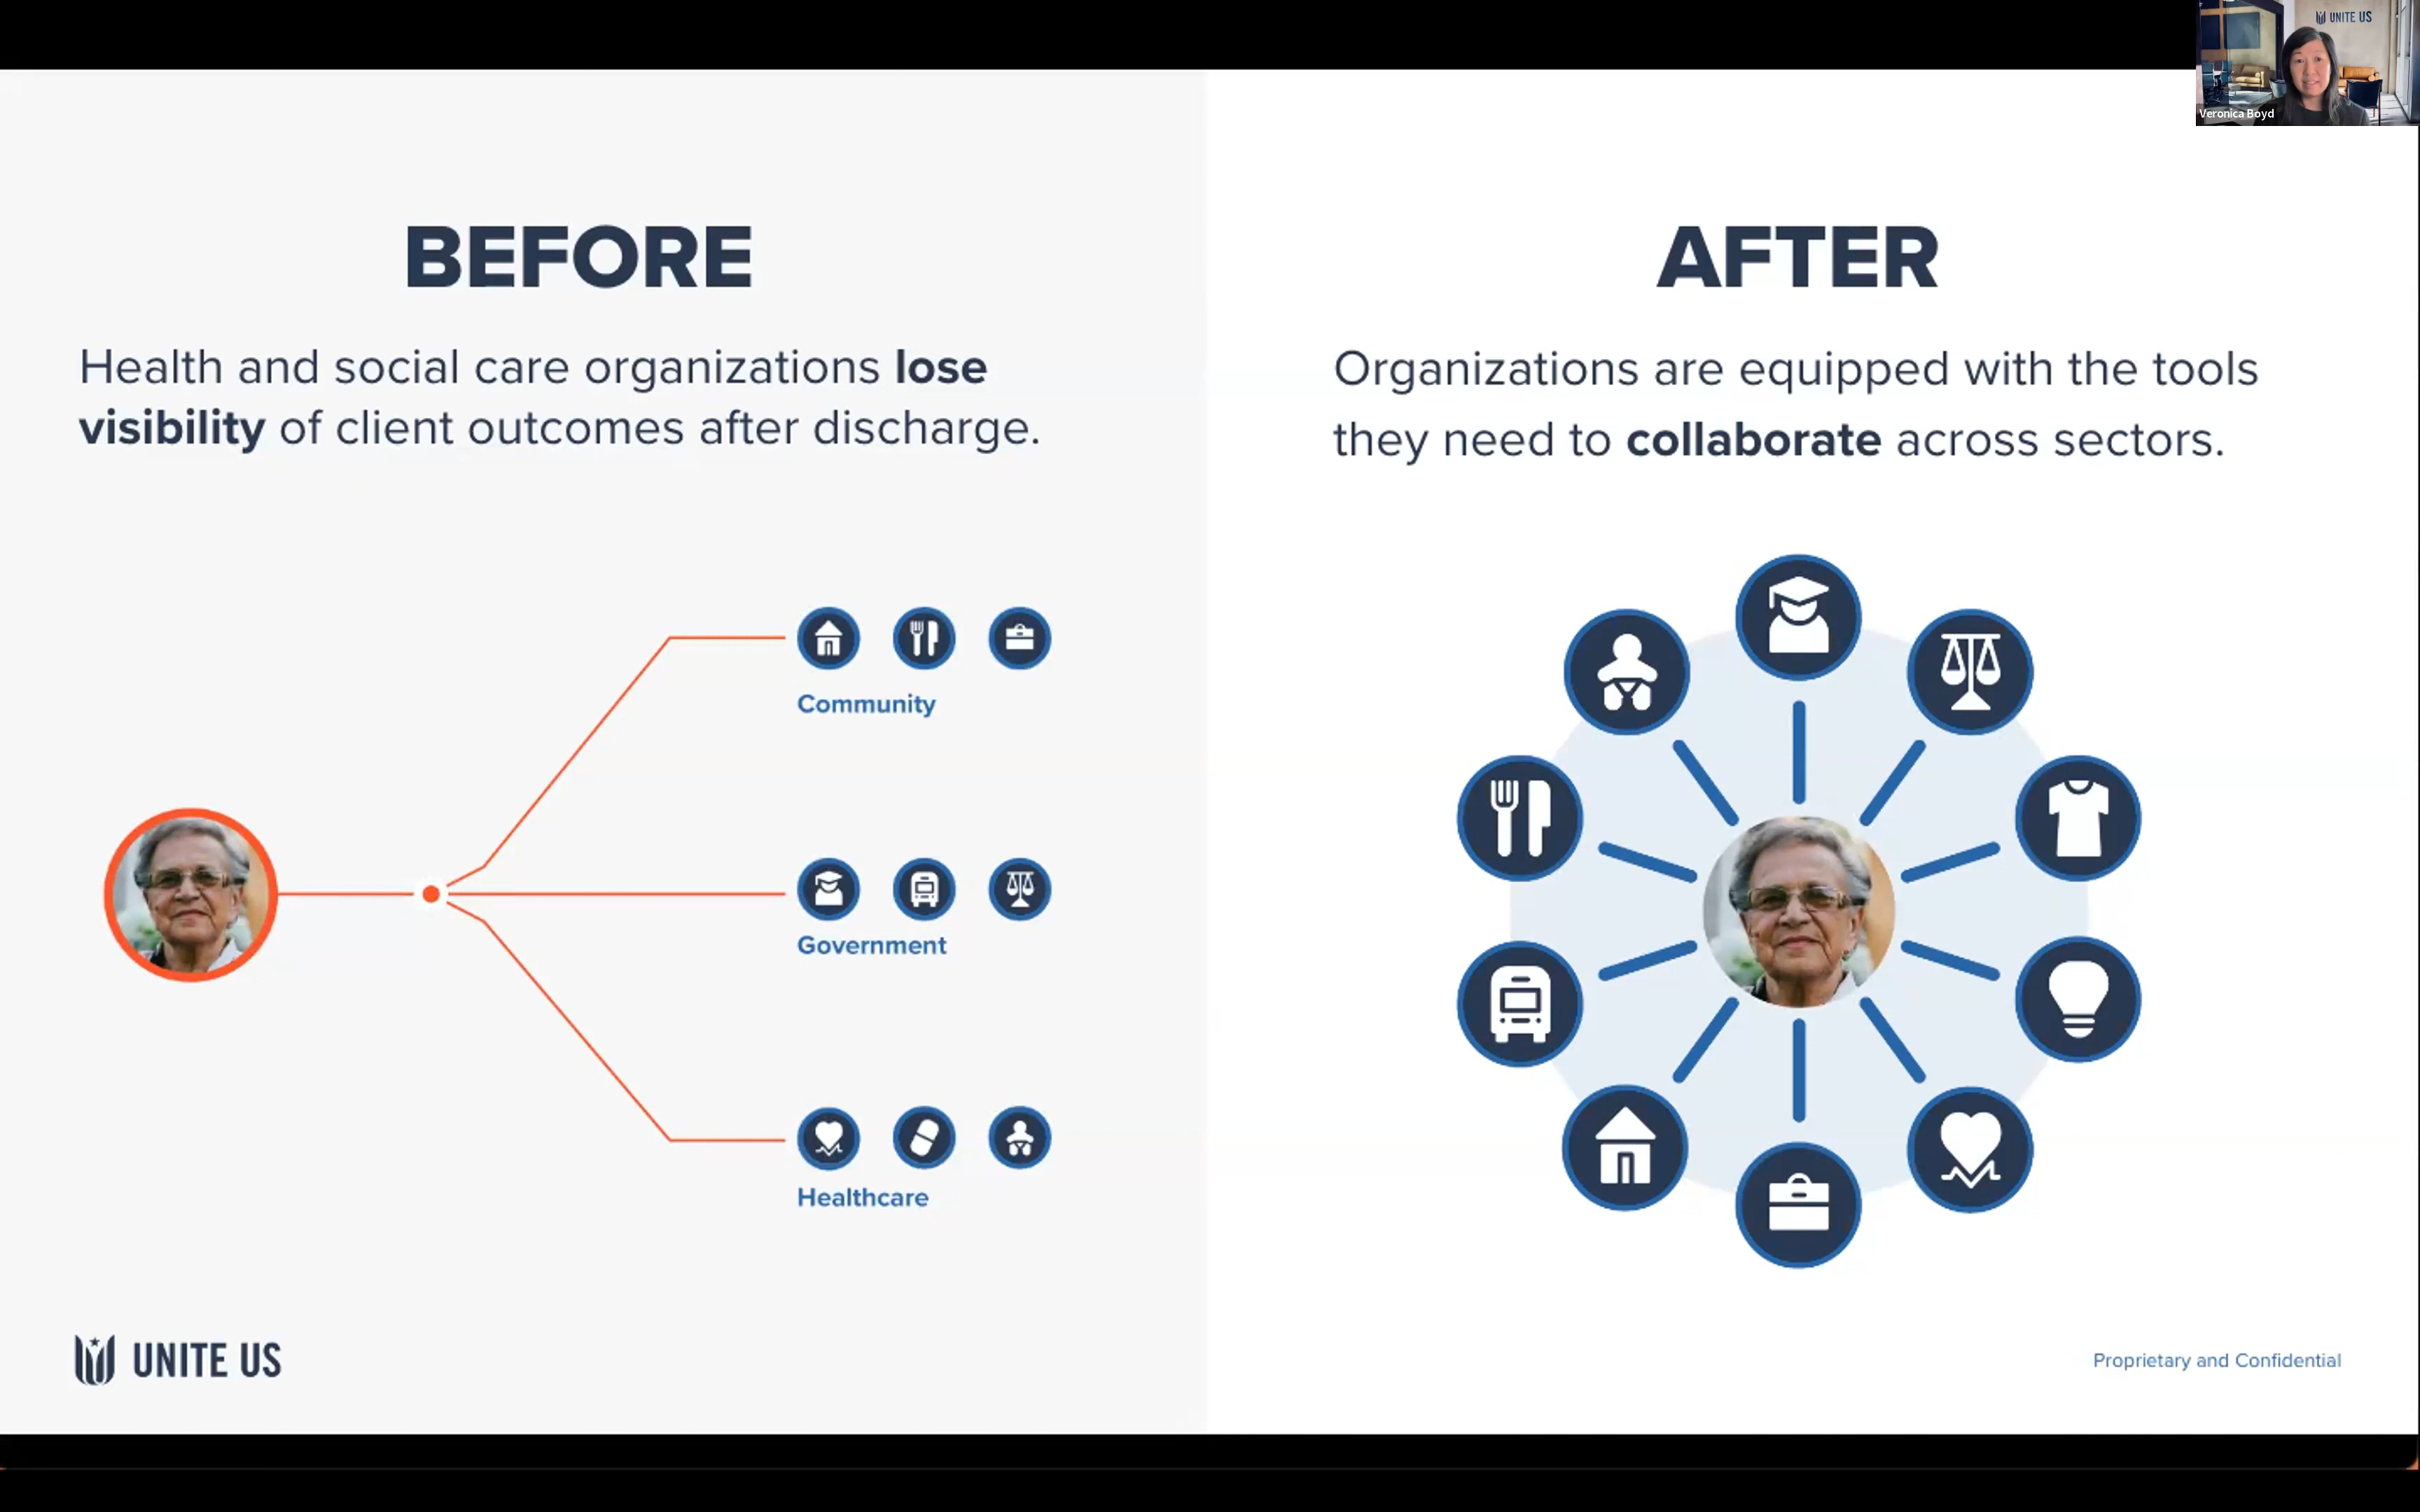 UNITE US
Veronica Boyd
BEFORE
Health and social care organizations lose
visibility of client outcomes after discharge.
Community
Government
Healthcare
AFTER
Organizations are equipped with the tools
they need to collaborate across sectors.
UNITE US
Proprietary and Confidential